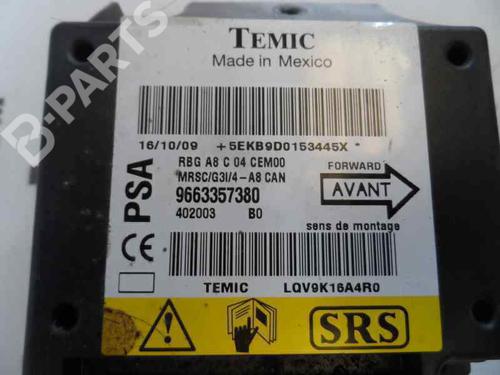 TEMIC
Made in Mexico
16/10/09 +5EKB9D0153445X
RBG A8 C 04 CEM00
MRSC/G3I/4-A8 CAN
9663357380
402003 B0
FORWARD
AVANT
sens de montage
PSA
CE
TEMIC LQV9K16A4R0
SRS
B-PARTS